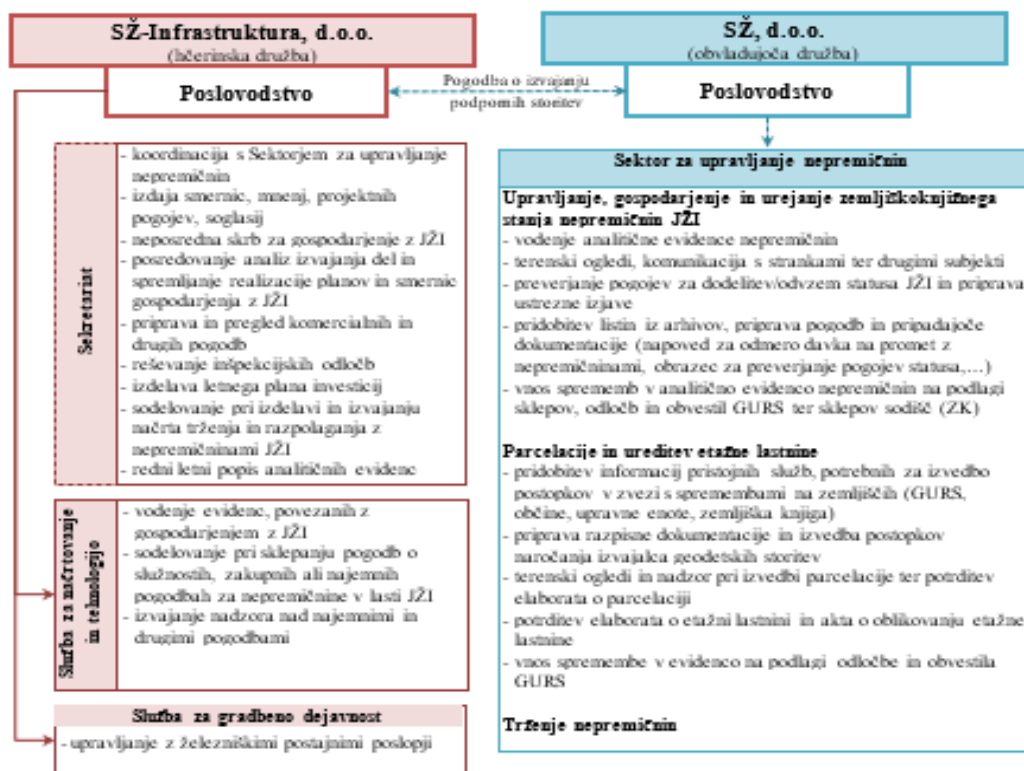 SŽ-Infrastruktura, d.o.o.
(hčerinska družba)
Poslovodstvo
Pogodba o izvajanju
podpornih storitev
SŽ, d.o.o.
(obvladujoča družba)
Poslovodstvo
Sekretariat
- koordinacija s Sektorjem za upravljanje
nepremičnin
- izdaja smernic, mnenj, projektnih
pogojev, soglasij
- neposredna skrb za gospodarjenje z JŽI
- posredovanje analiz izvajanja del in
spremljanje realizacije planov in smernic
gospodarjenja z JŽI
- priprava in pregled komercialnih in
drugih pogodb
- reševanje inšpekcijskih odločb
- izdelava letnega plana investicij
- sodelovanje pri izdelavi in izvajanju
načrta trženja in razpolaganja z
nepremičninami JŽI
- redni letni popis analitičnih evidenc
Služba za načrtovanje
in tehnologijo
- vodenje evidenc, povezanih z
gospodarjenjem z JŽI
- sodelovanje pri sklepanju pogodb o
služnostih, zakupnih ali najemnih
pogodbah za nepremičnine v lasti JŽI
- izvajanje nadzora nad najemnimi in
drugimi pogodbami
Služba za gradbeno dejavnost
- upravljanje z železniškimi postajnimi poslopji
Sektor za upravljanje nepremičnin
Upravljanje, gospodarjenje in urejanje zemljiškoknjižnega
stanja nepremičnin JŽI
- vodenje analitične evidence nepremičnin
- terenski ogledi, komunikacija s strankami ter drugimi subjekti
- preverjanje pogojev za dodelitev/odvzem statusa JŽI in priprava
ustrezne izjave
- pridobitev listin iz arhivov, priprava pogodb in pripadajoče
dokumentacije (napoved za odmero davka na promet z
nepremičninami, obrazec za preverjanje pogojev statusa,...)
- vnos sprememb v analitično evidenco nepremičnin na podlagi
sklepov, odločb in obvestil GURS ter sklepov sodišč (ZK)
Parcelacije in ureditev etažne lastnine
- pridobitev informacij pristojnih služb, potrebnih za izvedbo
postopkov v zvezi s spremembami na zemljiščih (GURS,
občine, upravne enote, zemljiška knjiga)
- priprava razpisne dokumentacije in izvedba postopkov
naročanja izvajalca geodetskih storitev
- terenski ogledi in nadzor pri izvedbi parcelacije ter potrditev
elaborata o parcelaciji
- potrditev elaborata o etažni lastnini in akta o oblikovanju etažne
lastnine
- vnos spremembe v evidenco na podlagi odločbe in obvestila
GURS
Trženje nepremičnin